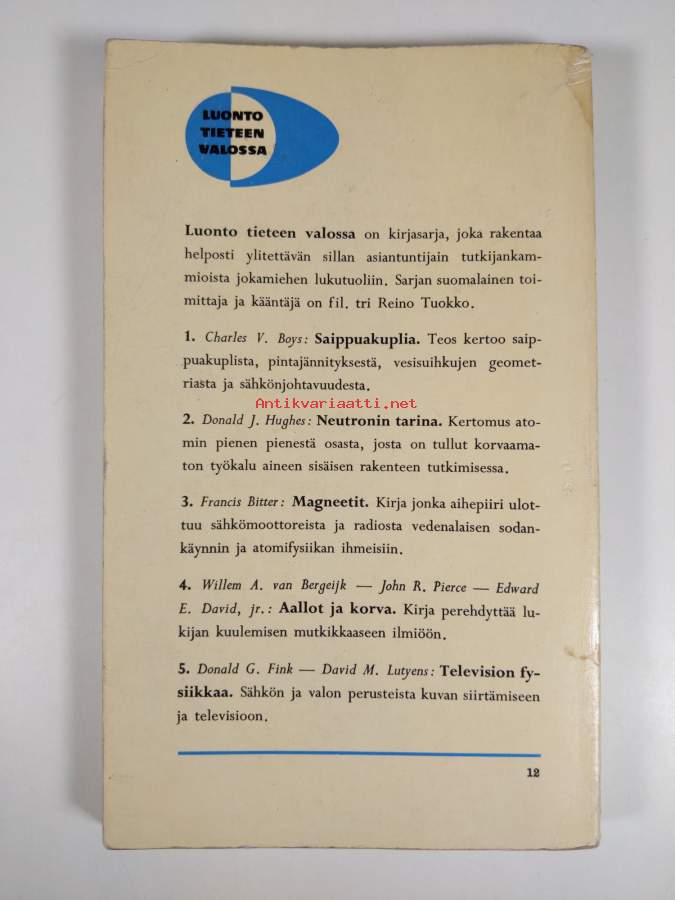 LUONTO
TIETEEN
VALOSSA
Luonto tieteen valossa on kirjasarja, joka rakentaa
helposti ylitettävän sillan asiantuntijain tutkijankam-
mioista jokamiehen lukutuoliin. Sarjan suomalainen toi-
mittaja ja kääntäjä on fil. tri Reino Tuokko.
1. Charles V. Boys: Saippuakuplia. Teos kertoo saip-
puakuplista, pintajännityksestä, vesisuihkujen geomet-
riasta ja sähkönjohtavuudesta.
Antikvariaatti.net
2. Donald J. Hughes: Neutronin tarina. Kertomus ato-
min pienen pienestä osasta, josta on tullut korvaama-
ton työkalu aineen sisäisen rakenteen tutkimisessa.
3. Francis Bitter: Magneetit. Kirja jonka aihepiiri ulot-
tuu sähkömoottoreista ja radiosta vedenalaisen sodan-
käynnin ja atomifysiikan ihmeisiin.
4. Willem A. van Bergeijk — John R. Pierce — Edward
E. David, jr.: Aallot ja korva. Kirja perehdyttää lu-
kijan kuulemisen mutkikkaaseen ilmiöön.
5. Donald G. Fink — David M. Lutyens: Television fy-
siikkaa. Sähkön ja valon perusteista kuvan siirtämiseen
ja televisioon.
12